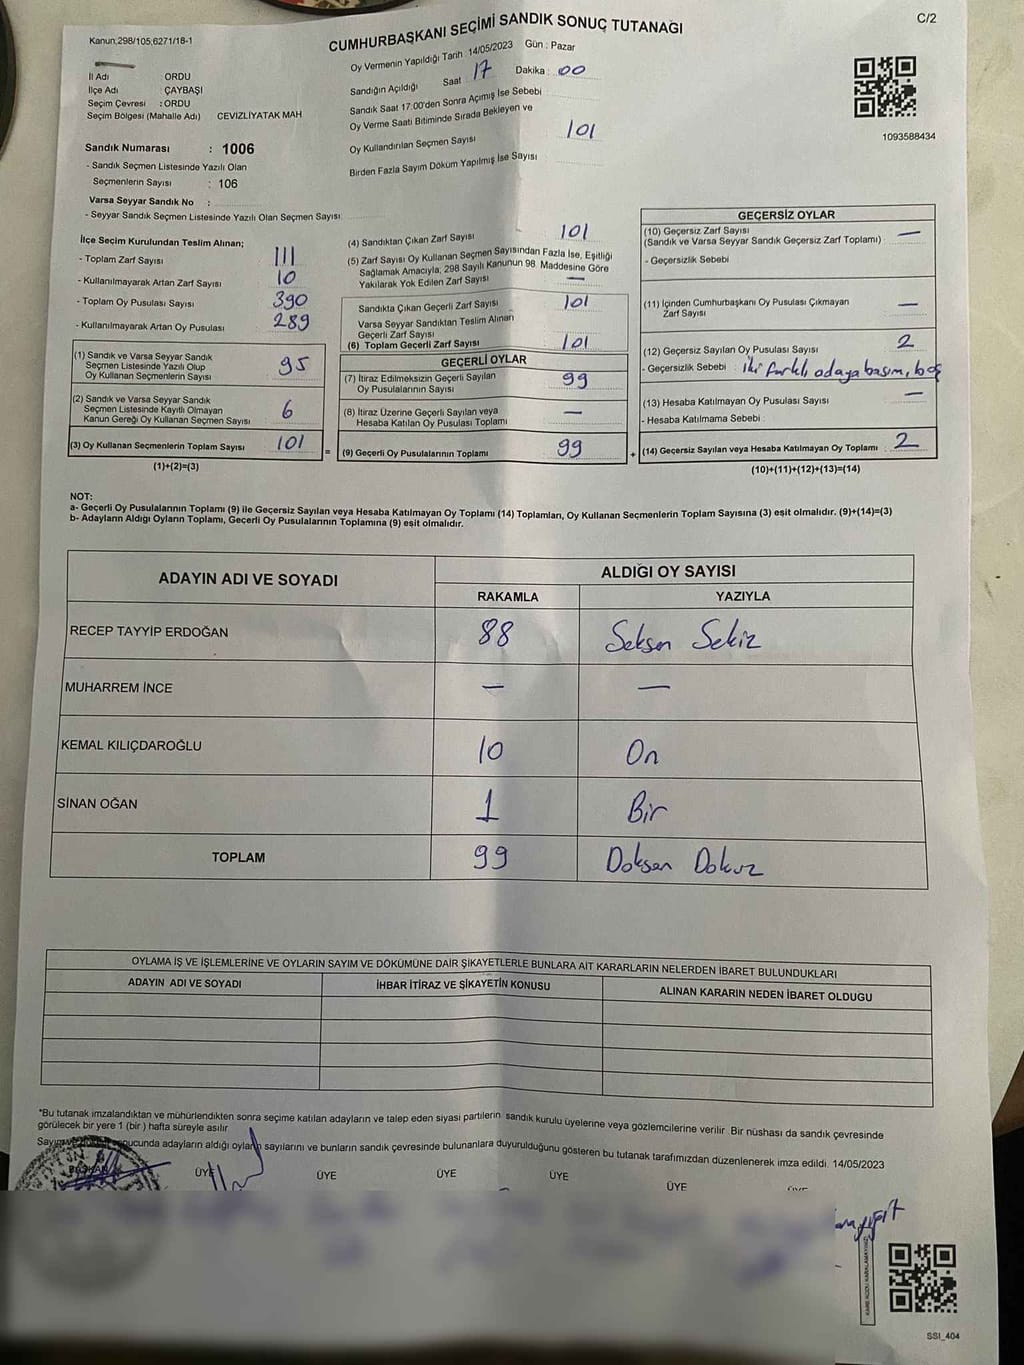 C/2
Kanun;298/105;6271/18-1
CUMHURBAŞKANI SEÇİMİ SANDIK SONUÇ TUTANAĞI
İl Adı ORDU
İlçe Adı : ÇAYBAŞI
Seçim Çevresi : ORDU
Seçim Bölgesi (Mahalle Adı) CEVİZLİYATAK MAH
Sandık Numarası : 1006
- Sandık Seçmen Listesinde Yazılı Olan
Seçmenlerin Sayısı : 106
Varsa Seyyar Sandık No :
- Seyyar Sandık Seçmen Listesinde Yazılı Olan Seçmen Sayısı:
Oy Vermenin Yapıldığı Tarih : 14/05/2023 Gün : Pazar
Sandığın Açıldığı Saat 17 Dakika : 00
Sandık Saat 17:00'den Sonra Açımış İse Sebebi
Oy Verme Saati Bitiminde Sırada Bekleyen ve
Oy Kullandırılan Seçmen Sayısı 101
Birden Fazla Sayım Döküm Yapılmış İse Sayısı
1093588434
İlçe Seçim Kurulundan Teslim Alınan;
- Toplam Zarf Sayısı 111
- Kullanılmayarak Artan Zarf Sayısı 10
- Toplam Oy Pusulası Sayısı 390
- Kullanılmayarak Artan Oy Pusulası 289
(1) Sandık ve Varsa Seyyar Sandık
Seçmen Listesinde Yazılı Olup
Oy Kullanan Seçmenlerin Sayısı 95
(2) Sandık ve Varsa Seyyar Sandık
Seçmen Listesinde Kayıtlı Olmayan
Kanun Gereği Oy Kullanan Seçmen Sayısı 6
(3) Oy Kullanan Seçmenlerin Toplam Sayısı 101
(1)+(2)=(3)
(4) Sandıktan Çıkan Zarf Sayısı 101
(5) Zarf Sayısı Oy Kullanan Seçmen Sayısından Fazla İse, Eşitliği
Sağlamak Amacıyla; 298 Sayılı Kanunun 98. Maddesine Göre
Yakılarak Yok Edilen Zarf Sayısı —
Sandıkta Çıkan Geçerli Zarf Sayısı 101
Varsa Seyyar Sandıktan Teslim Alınan
Geçerli Zarf Sayısı
(6) Toplam Geçerli Zarf Sayısı 101
GEÇERLİ OYLAR
(7) İtiraz Edilmeksizin Geçerli Sayılan
Oy Pusulalarının Sayısı 99
(8) İtiraz Üzerine Geçerli Sayılan veya
Hesaba Katılan Oy Pusulası Toplamı —
= (9) Geçerli Oy Pusulalarının Toplamı 99
GEÇERSİZ OYLAR
(10) Geçersiz Zarf Sayısı
(Sandık ve Varsa Seyyar Sandık Geçersiz Zarf Toplamı) —
- Geçersizlik Sebebi
(11) İçinden Cumhurbaşkanı Oy Pusulası Çıkmayan
Zarf Sayısı —
(12) Geçersiz Sayılan Oy Pusulası Sayısı 2
- Geçersizlik Sebebi : iki farklı adaya basım, boş
(13) Hesaba Katılmayan Oy Pusulası Sayısı —
- Hesaba Katılmama Sebebi :
+ (14) Geçersiz Sayılan veya Hesaba Katılmayan Oy Toplamı 2
(10)+(11)+(12)+(13)=(14)
NOT:
a- Geçerli Oy Pusulalarının Toplamı (9) ile Geçersiz Sayılan veya Hesaba Katılmayan Oy Toplamı (14) Toplamları, Oy Kullanan Seçmenlerin Toplam Sayısına (3) eşit olmalıdır. (9)+(14)=(3)
b- Adayların Aldığı Oyların Toplamı, Geçerli Oy Pusulalarının Toplamına (9) eşit olmalıdır.
ADAYIN ADI VE SOYADI ALDIĞI OY SAYISI
RAKAMLA YAZIYLA
RECEP TAYYİP ERDOĞAN 88 Seksen Sekiz
MUHARREM İNCE — —
KEMAL KILIÇDAROĞLU 10 On
SİNAN OĞAN 1 Bir
TOPLAM 99 Doksan Dokuz
OYLAMA İŞ VE İŞLEMLERİNE VE OYLARIN SAYIM VE DÖKÜMÜNE DAİR ŞİKAYETLERLE BUNLARA AİT KARARLARIN NELERDEN İBARET BULUNDUKLARI
ADAYIN ADI VE SOYADI İHBAR İTİRAZ VE ŞİKAYETİN KONUSU ALINAN KARARIN NEDEN İBARET OLDUGU
*Bu tutanak imzalandıktan ve mühürlendikten sonra seçime katılan adayların ve talep eden siyasi partilerin sandık kurulu üyelerine veya gözlemcilerine verilir. Bir nüshası da sandık çevresinde
görülecek bir yere 1 (bir ) hafta süreyle asılır.
Sayım ve sonucunda adayların aldığı oyların sayılarını ve bunların sandık çevresinde bulunanlara duyurulduğunu gösteren bu tutanak tarafımızdan düzenlenerek imza edildi. 14/05/2023
BAŞKAN ÜYE ÜYE ÜYE ÜYE ÜYE
SSI_404